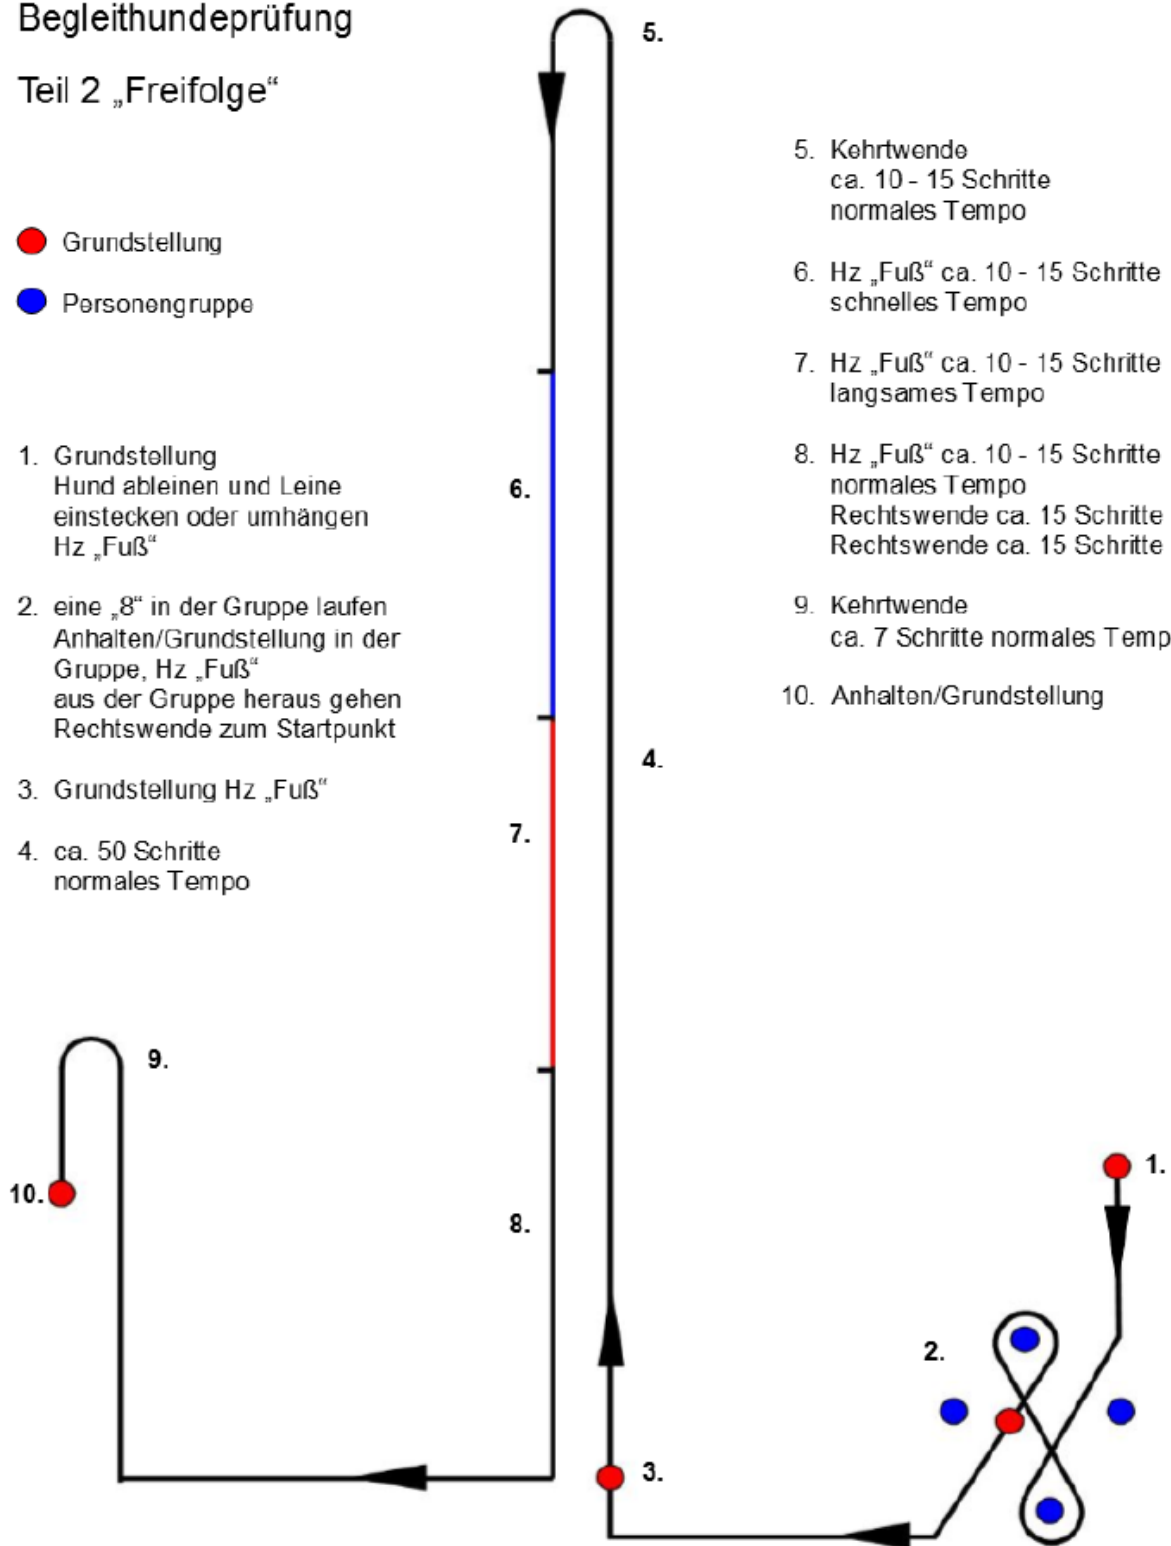 Begleithundeprüfung
Teil 2 „Freifolge“
Grundstellung
Personengruppe
1. Grundstellung
Hund ableinen und Leine
einstecken oder umhängen
Hz „Fuß“
2. eine „8“ in der Gruppe laufen
Anhalten/Grundstellung in der
Gruppe, Hz „Fuß“
aus der Gruppe heraus gehen
Rechtswende zum Startpunkt
3. Grundstellung Hz „Fuß“
4. ca. 50 Schritte
normales Tempo
5. Kehrtwende
ca. 10 - 15 Schritte
normales Tempo
6. Hz „Fuß“ ca. 10 - 15 Schritte
schnelles Tempo
7. Hz „Fuß“ ca. 10 - 15 Schritte
langsames Tempo
8. Hz „Fuß“ ca. 10 - 15 Schritte
normales Tempo
Rechtswende ca. 15 Schritte
Rechtswende ca. 15 Schritte
9. Kehrtwende
ca. 7 Schritte normales Temp
10. Anhalten/Grundstellung
5.
6.
4.
7.
9.
10.
8.
1.
2.
3.